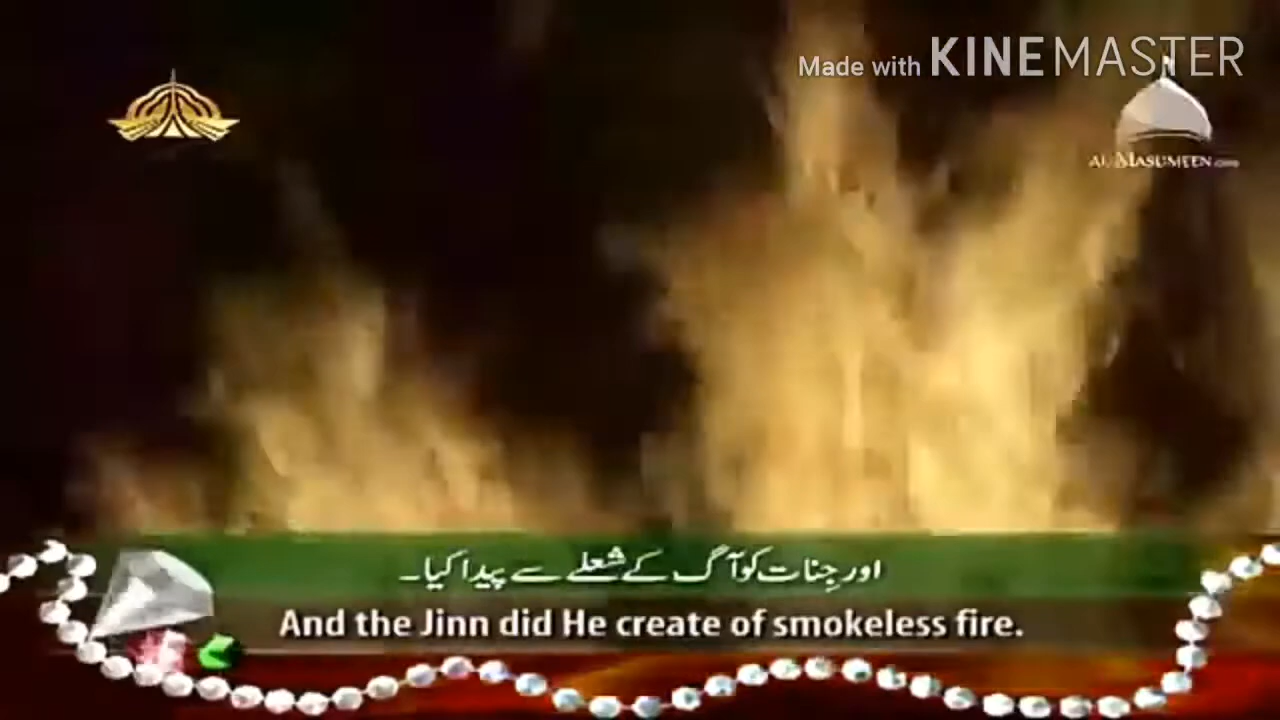 Made with KINEMASTER
AL-MASUMEEN.com
اور جنات کو آگ کے شعلے سے پیدا کیا۔
And the Jinn did He create of smokeless fire.